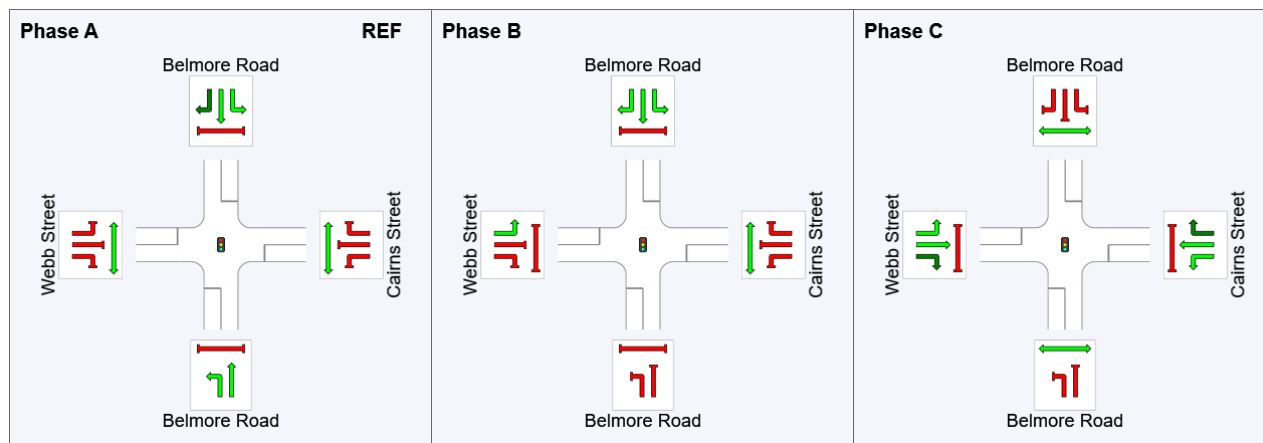 Phase A
REF
Belmore Road
Webb Street
Cairns Street
Belmore Road
Phase B
Belmore Road
Webb Street
Cairns Street
Belmore Road
Phase C
Belmore Road
Webb Street
Cairns Street
Belmore Road